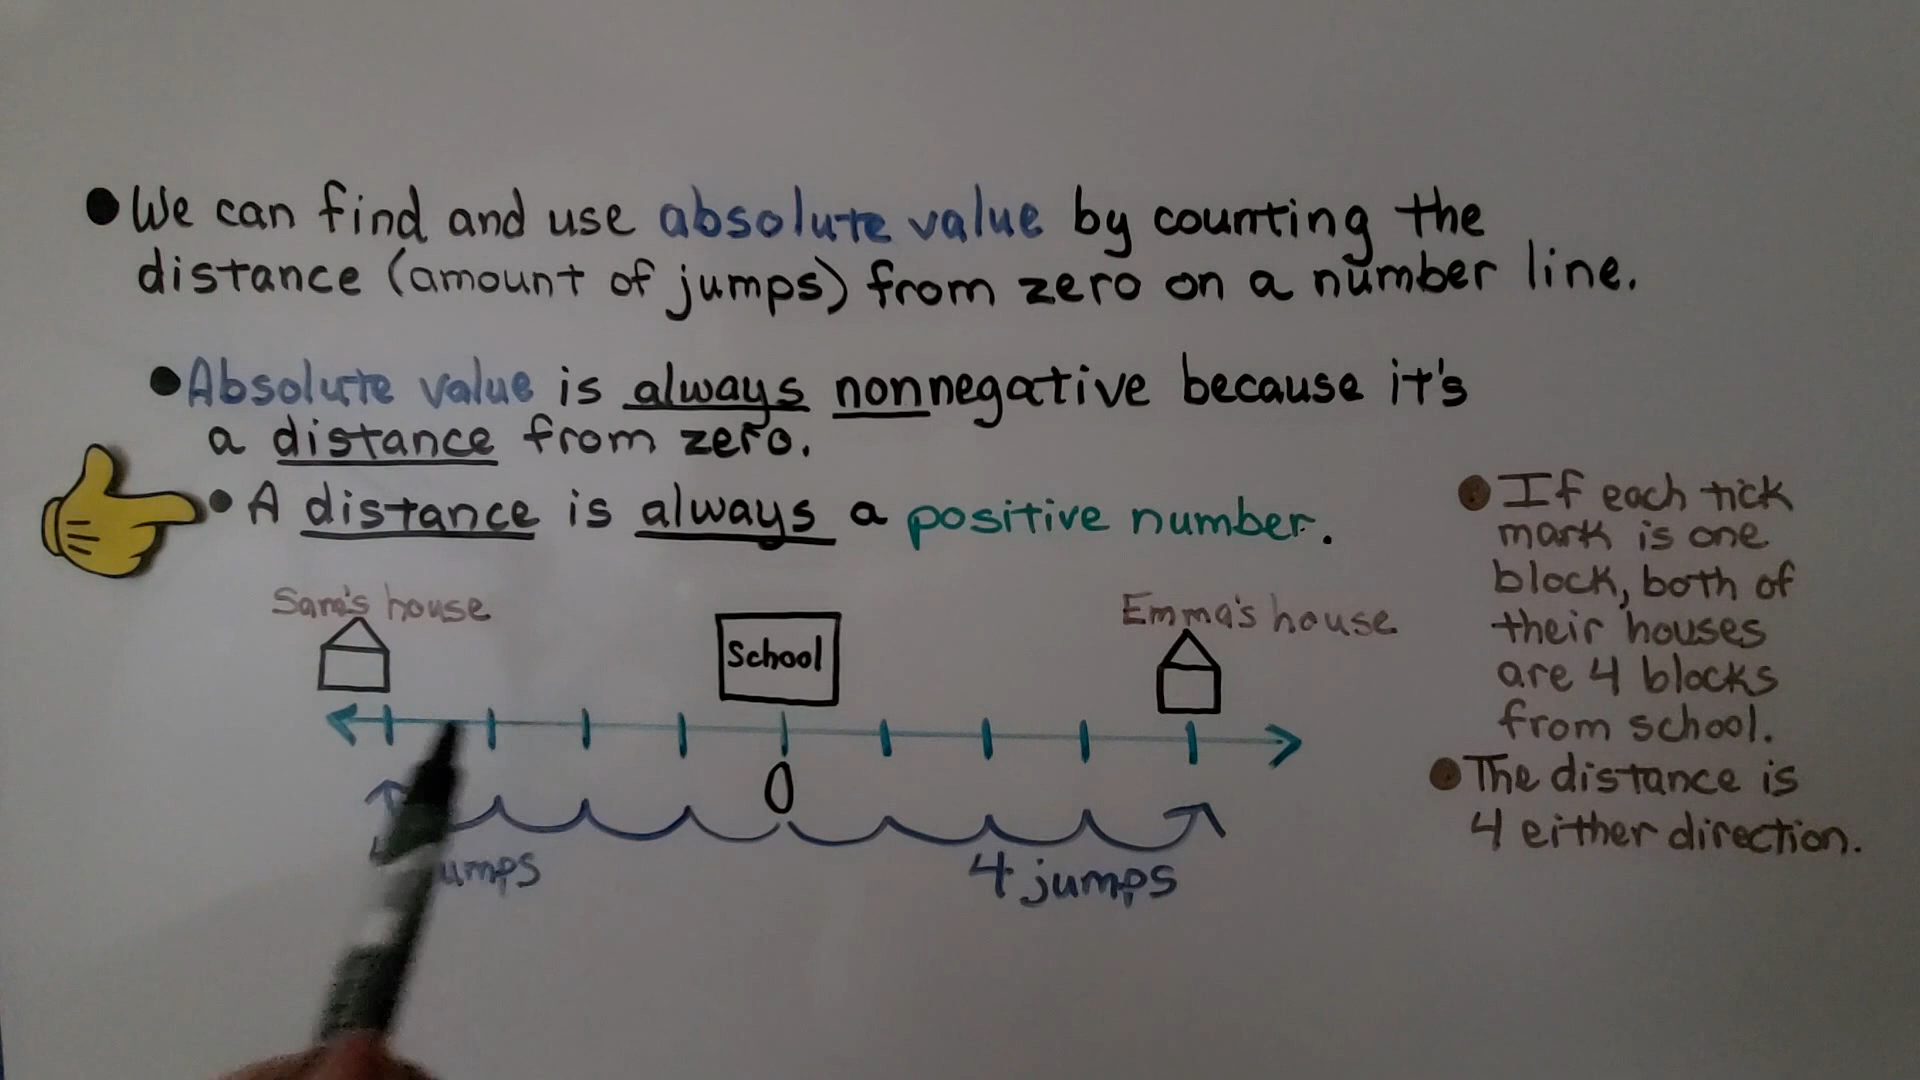 We can find and use absolute value by counting the
distance (amount of jumps) from zero on a number line.
Absolute value is always nonnegative because it's
a distance from zero.
A distance is always a positive number.
Sam's house
School
Emma's house
0
4 jumps
If each tick
mark is one
block, both of
their houses
are 4 blocks
from school.
The distance is
4 either direction.